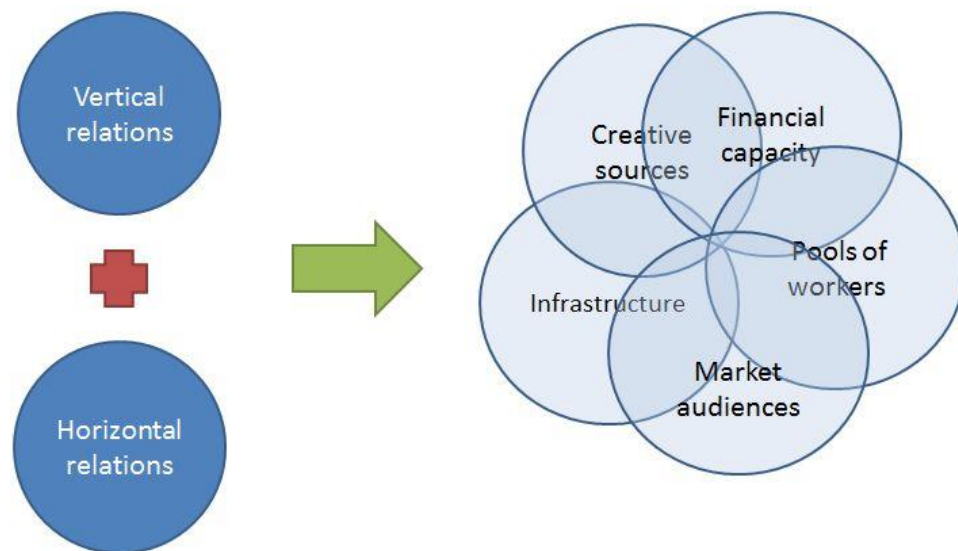 Vertical
relations
Horizontal
relations
Creative
sources
Financial
capacity
Pools of
workers
Infrastructure
Market
audiences